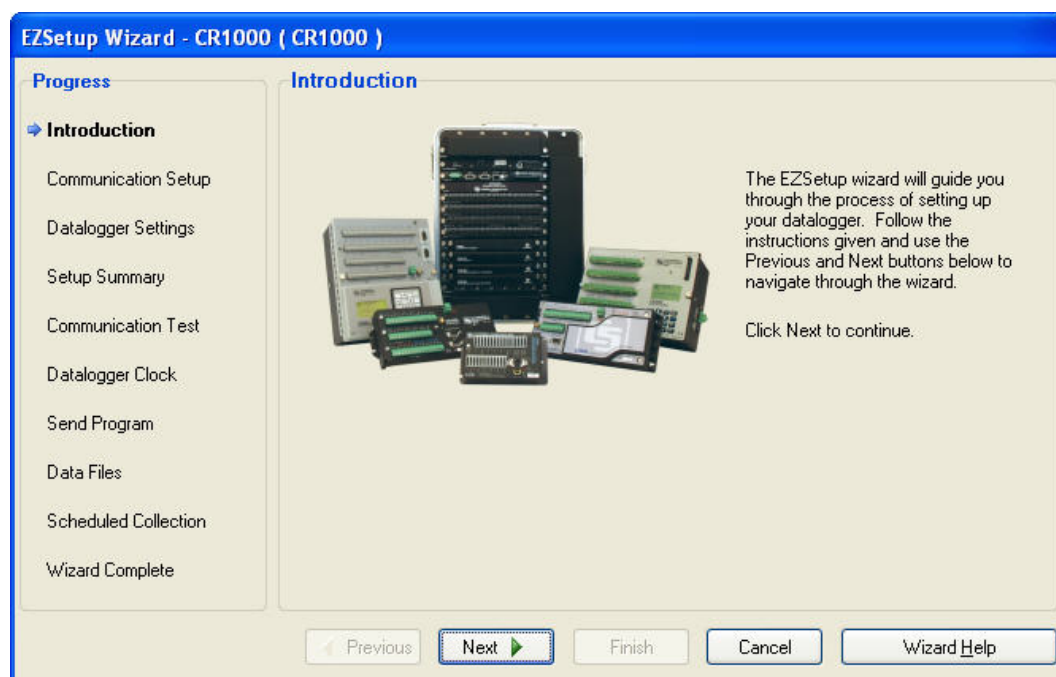 EZSetup Wizard - CR1000 ( CR1000 )
Progress
Introduction
Communication Setup
Datalogger Settings
Setup Summary
Communication Test
Datalogger Clock
Send Program
Data Files
Scheduled Collection
Wizard Complete
Introduction
The EZSetup wizard will guide you
through the process of setting up
your datalogger. Follow the
instructions given and use the
Previous and Next buttons below to
navigate through the wizard.
Click Next to continue.
Previous
Next
Finish
Cancel
Wizard Help